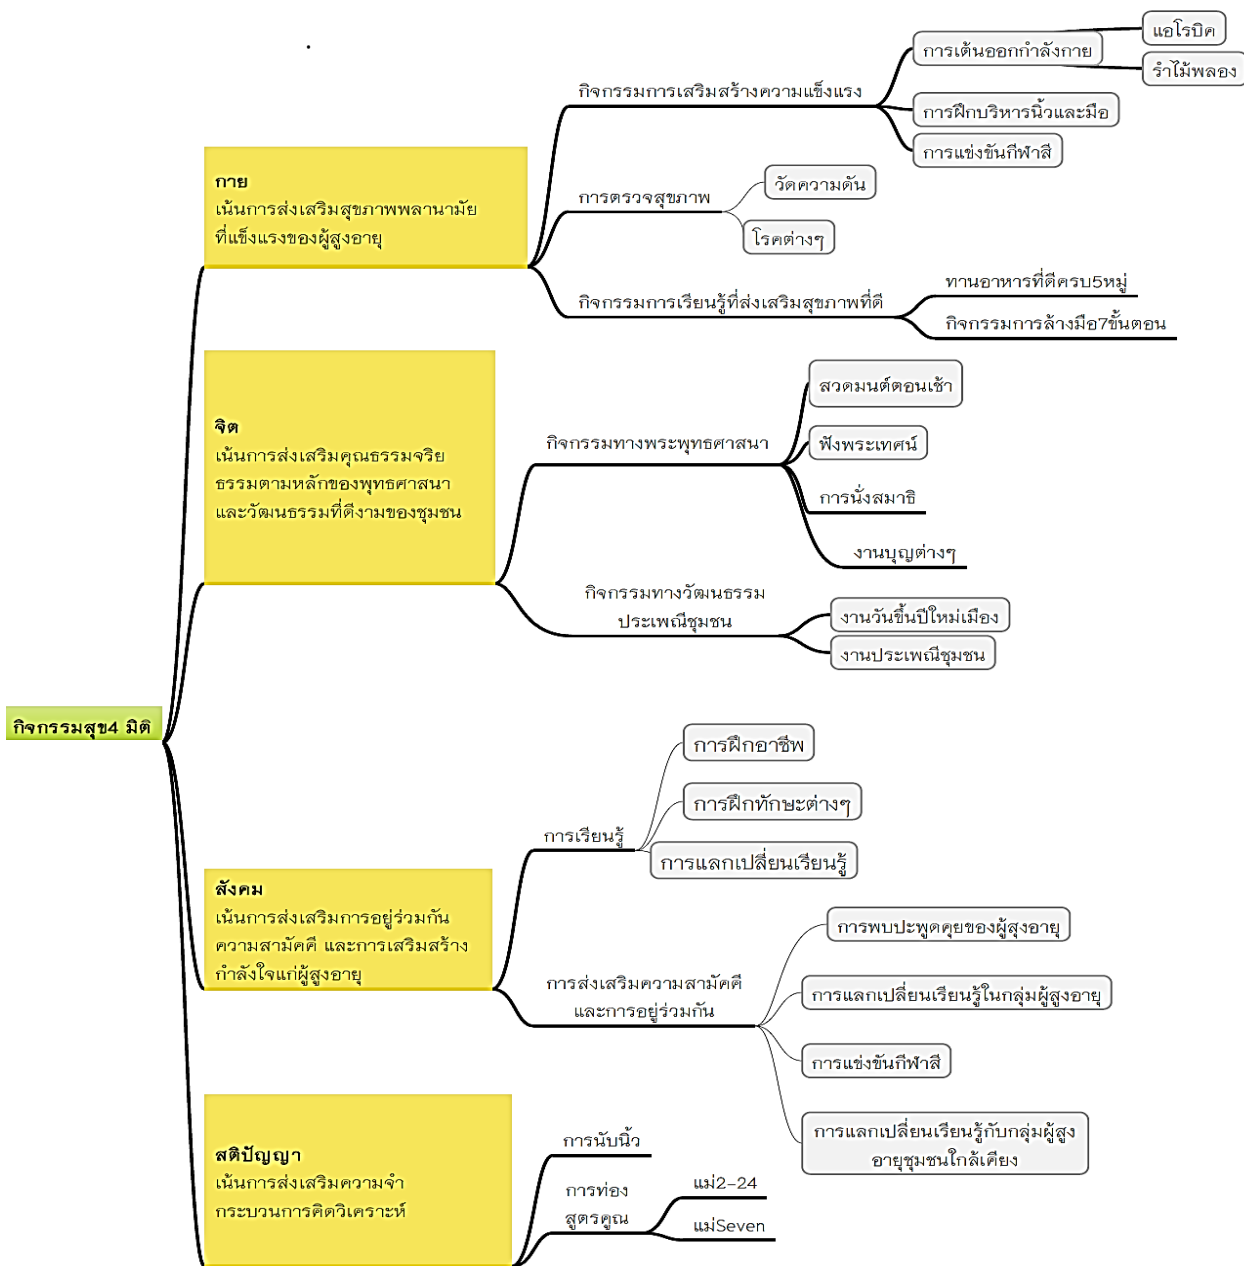 กิจกรรมสุข4 มิติ
กาย
เน้นการส่งเสริมสุขภาพพลานามัย
ที่แข็งแรงของผู้สูงอายุ
กิจกรรมการเสริมสร้างความแข็งแรง
การเต้นออกกำลังกาย
แอโรบิค
รำไม้พลอง
การฝึกบริหารนิ้วและมือ
การแข่งขันกีฬาสี
การตรวจสุขภาพ
วัดความดัน
โรคต่างๆ
กิจกรรมการเรียนรู้ที่ส่งเสริมสุขภาพที่ดี
ทานอาหารที่ดีครบ5หมู่
กิจกรรมการล้างมือ7ขั้นตอน
จิต
เน้นการส่งเสริมคุณธรรมจริย
ธรรมตามหลักของพุทธศาสนา
และวัฒนธรรมที่ดีงามของชุมชน
กิจกรรมทางพระพุทธศาสนา
สวดมนต์ตอนเช้า
ฟังพระเทศน์
การนั่งสมาธิ
งานบุญต่างๆ
กิจกรรมทางวัฒนธรรม
ประเพณีชุมชน
งานวันขึ้นปีใหม่เมือง
งานประเพณีชุมชน
สังคม
เน้นการส่งเสริมการอยู่ร่วมกัน
ความสามัคคี และการเสริมสร้าง
กำลังใจแก่ผู้สูงอายุ
การเรียนรู้
การฝึกอาชีพ
การฝึกทักษะต่างๆ
การแลกเปลี่ยนเรียนรู้
การส่งเสริมความสามัคคี
และการอยู่ร่วมกัน
การพบปะพูดคุยของผู้สุงอายุ
การแลกเปลี่ยนเรียนรู้ในกลุ่มผู้สูงอายุ
การแข่งขันกีฬาสี
การแลกเปลี่ยนเรียนรู้กับกลุ่มผู้สูง
อายุชุมชนใกล้เคียง
สติปัญญา
เน้นการส่งเสริมความจำ
กระบวนการคิดวิเคราะห์
การนับนิ้ว
การท่อง
สูตรคูณ
แม่2-24
แม่Seven